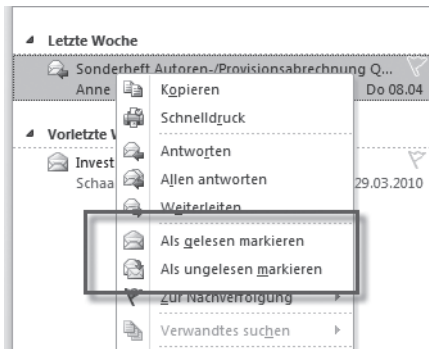 Letzte Woche
Sonderheft Autoren-/Provisionsabrechnung Q...
Anne
Do 08.04
Kopieren
Schnelldruck
Vorletzte
Antworten
Invest
Allen antworten
Schaa
29.03.2010
Weiterleiten
Als gelesen markieren
Als ungelesen markieren
Zur Nachverfolgung
Verwandtes suchen